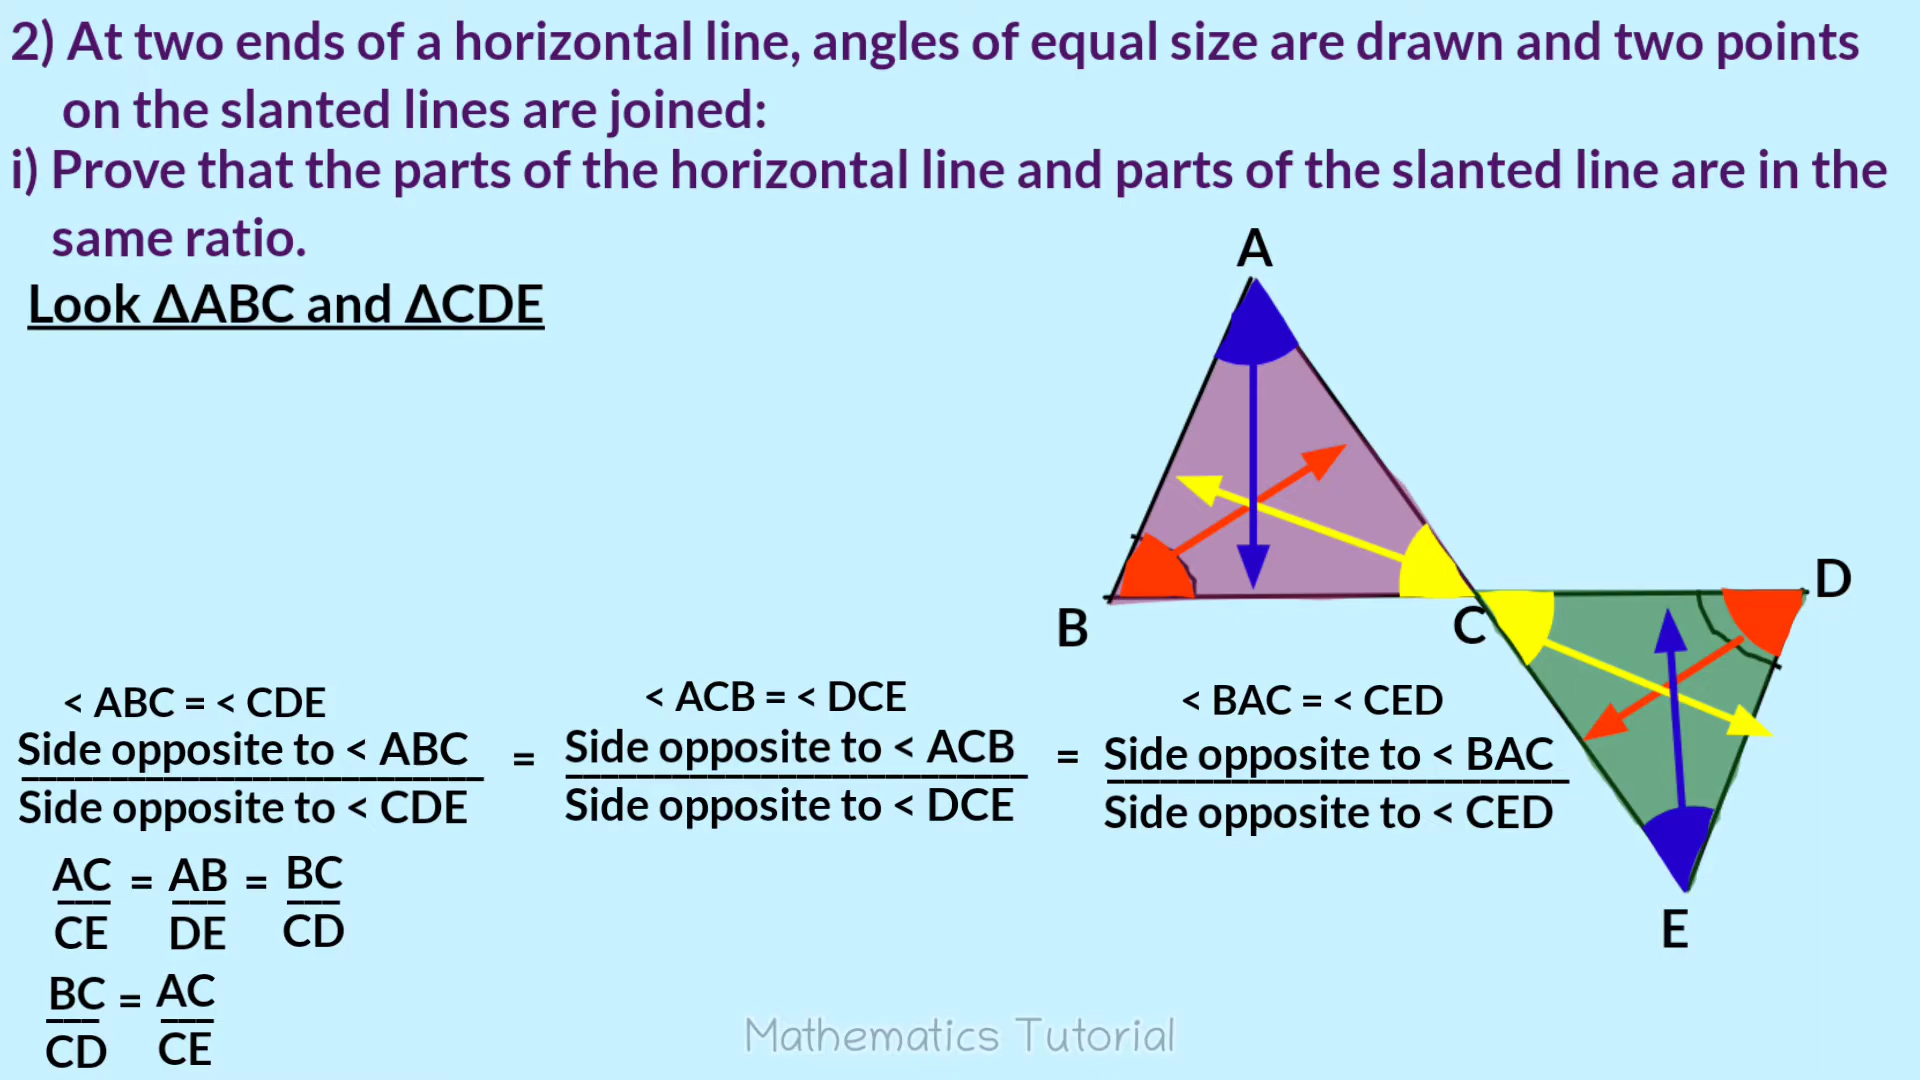 2) At two ends of a horizontal line, angles of equal size are drawn and two points
on the slanted lines are joined:
i) Prove that the parts of the horizontal line and parts of the slanted line are in the
same ratio.
Look ΔABC and ΔCDE
A
B
C
D
E
< ABC = < CDE
< ACB = < DCE
< BAC = < CED
Side opposite to < ABC = Side opposite to < ACB = Side opposite to < BAC
Side opposite to < CDE Side opposite to < DCE Side opposite to < CED
AC = AB = BC
CE DE CD
BC = AC
CD CE
Mathematics Tutorial